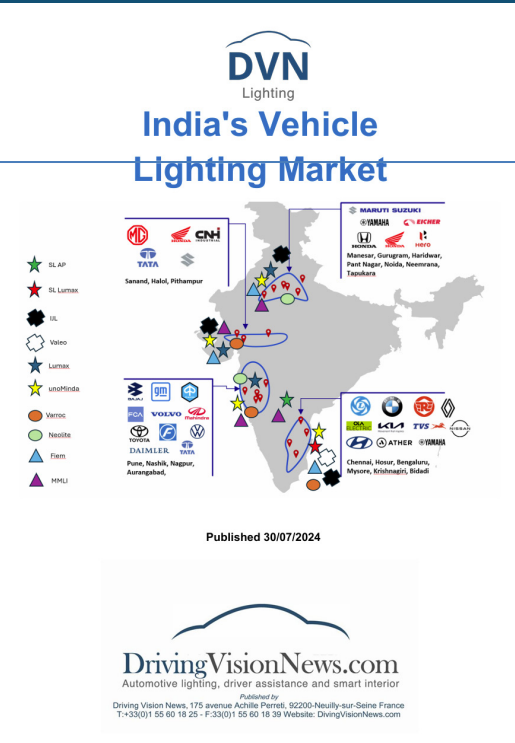 DVN
Lighting
India's Vehicle
Lighting Market
SL AP
SL Lumax
IJL
Valeo
Lumax
unoMinda
Varroc
Neolite
Fiem
MMLI
MG
HONDA
CNH
INDUSTRIAL
TATA
Sanand, Halol, Pithampur
MARUTI SUZUKI
YAMAHA
EICHER
HONDA
HONDA
Hero
Manesar, Gurugram, Haridwar,
Pant Nagar, Noida, Neemrana,
Tapukara
BAJAJ
gm
FCA
VOLVO
Mahindra
TOYOTA
DAIMLER
TATA
Pune, Nashik, Nagpur,
Aurangabad,
OLA
ELECTRIC
KIA
TVS
NISSAN
ATHER
YAMAHA
Chennai, Hosur, Bengaluru,
Mysore, Krishnagiri, Bidadi
Published 30/07/2024
DrivingVisionNews.com
Automotive lighting, driver assistance and smart interior
Published by
Driving Vision News, 175 avenue Achille Perreti, 92200-Neuilly-sur-Seine France
T:+33(0)1 55 60 18 25 - F:33(0)1 55 60 18 39 Website: DivingVisionNews.com